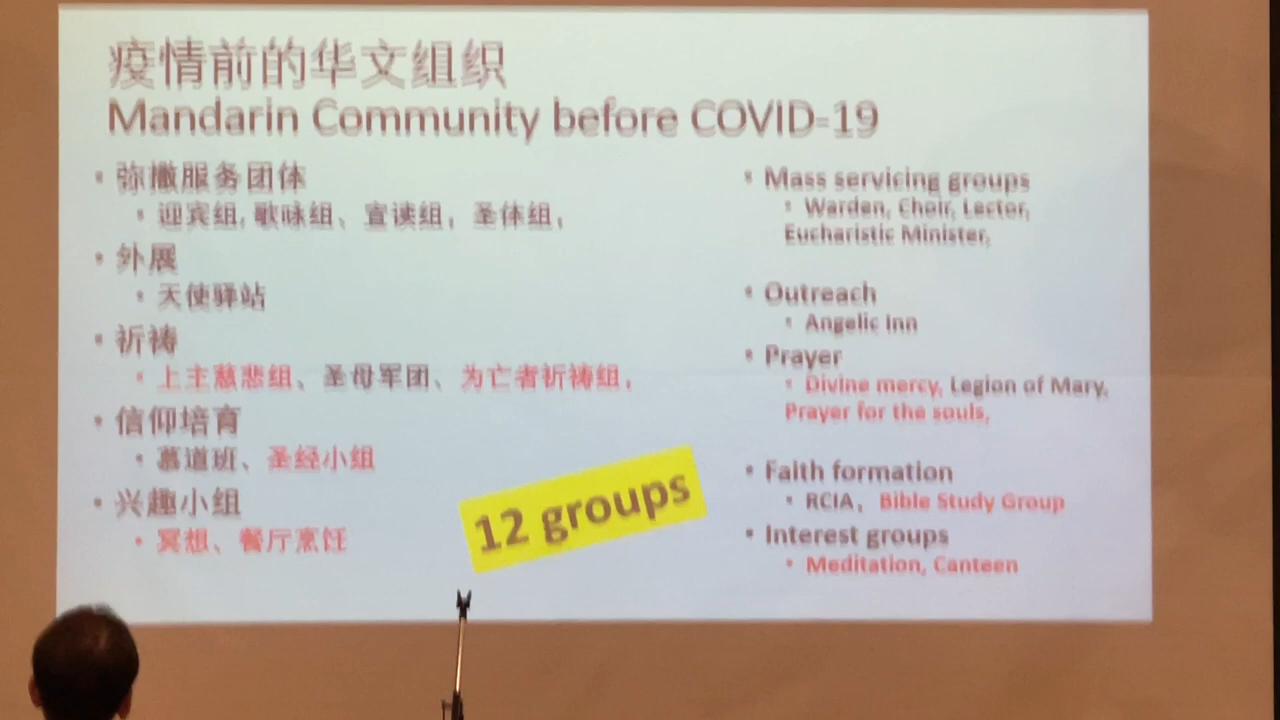 疫情前的华文组织
Mandarin Community before COVID-19
• 弥撒服务团体
• 迎宾组, 歌咏组、宣读组, 圣体组,
• 外展
• 天使驿站
• 祈祷
• 上主慈悲组、圣母军团、为亡者祈祷组,
• 信仰培育
• 慕道班、圣经小组
• 兴趣小组
• 冥想、餐厅烹饪
12 groups
• Mass servicing groups
• Warden, Choir, Lector,
Eucharistic Minister,
• Outreach
• Angelic Inn
• Prayer
• Divine mercy, Legion of Mary,
Prayer for the souls,
• Faith formation
• RCIA, Bible Study Group
• Interest groups
• Meditation, Canteen